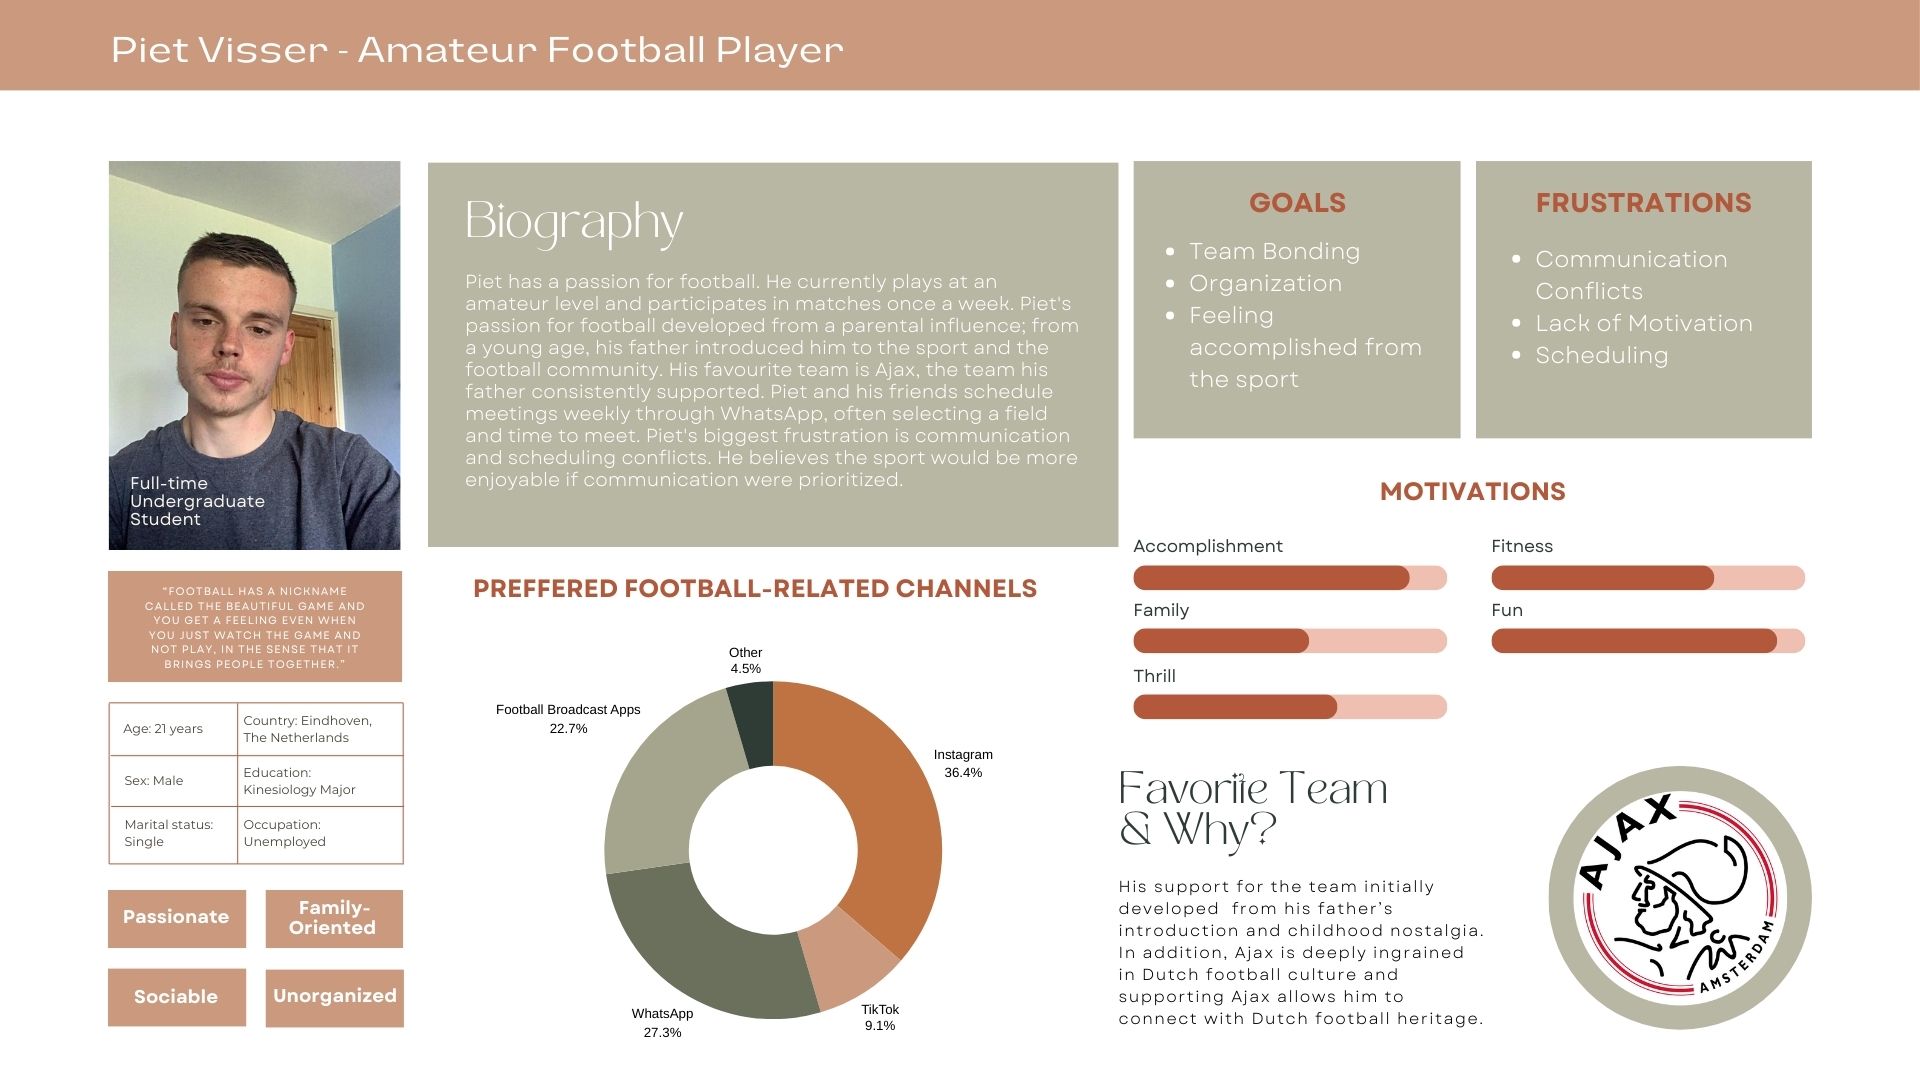 Piet Visser - Amateur Football Player
Full-time
Undergraduate
Student
"FOOTBALL HAS A NICKNAME
CALLED THE BEAUTIFUL GAME AND
YOU GET A FEELING EVEN WHEN
YOU JUST WATCH THE GAME AND
NOT PLAY, IN THE SENSE THAT IT
BRINGS PEOPLE TOGETHER."
Age: 21 years
Country: Eindhoven,
The Netherlands
Sex: Male
Education:
Kinesiology Major
Marital status:
Single
Occupation:
Unemployed
Passionate
Family-
Oriented
Sociable
Unorganized
Biography
Piet has a passion for football. He currently plays at an
amateur level and participates in matches once a week. Piet's
passion for football developed from a parental influence; from
a young age, his father introduced him to the sport and the
football community. His favourite team is Ajax, the team his
father consistently supported. Piet and his friends schedule
meetings weekly through WhatsApp, often selecting a field
and time to meet. Piet's biggest frustration is communication
and scheduling conflicts. He believes the sport would be more
enjoyable if communication were prioritized.
PREFFERED FOOTBALL-RELATED CHANNELS
Other
4.5%
Football Broadcast Apps
22.7%
Instagram
36.4%
WhatsApp
27.3%
TikTok
9.1%
GOALS
• Team Bonding
• Organization
• Feeling
accomplished from
the sport
FRUSTRATIONS
• Communication
Conflicts
• Lack of Motivation
• Scheduling
MOTIVATIONS
Accomplishment
Fitness
Family
Fun
Thrill
Favorite Team
& Why?
His support for the team initially
developed  from his father's
introduction and childhood nostalgia.
In addition, Ajax is deeply ingrained
in Dutch football culture and
supporting Ajax allows him to
connect with Dutch football heritage.
AJAX
AMSTERDAM